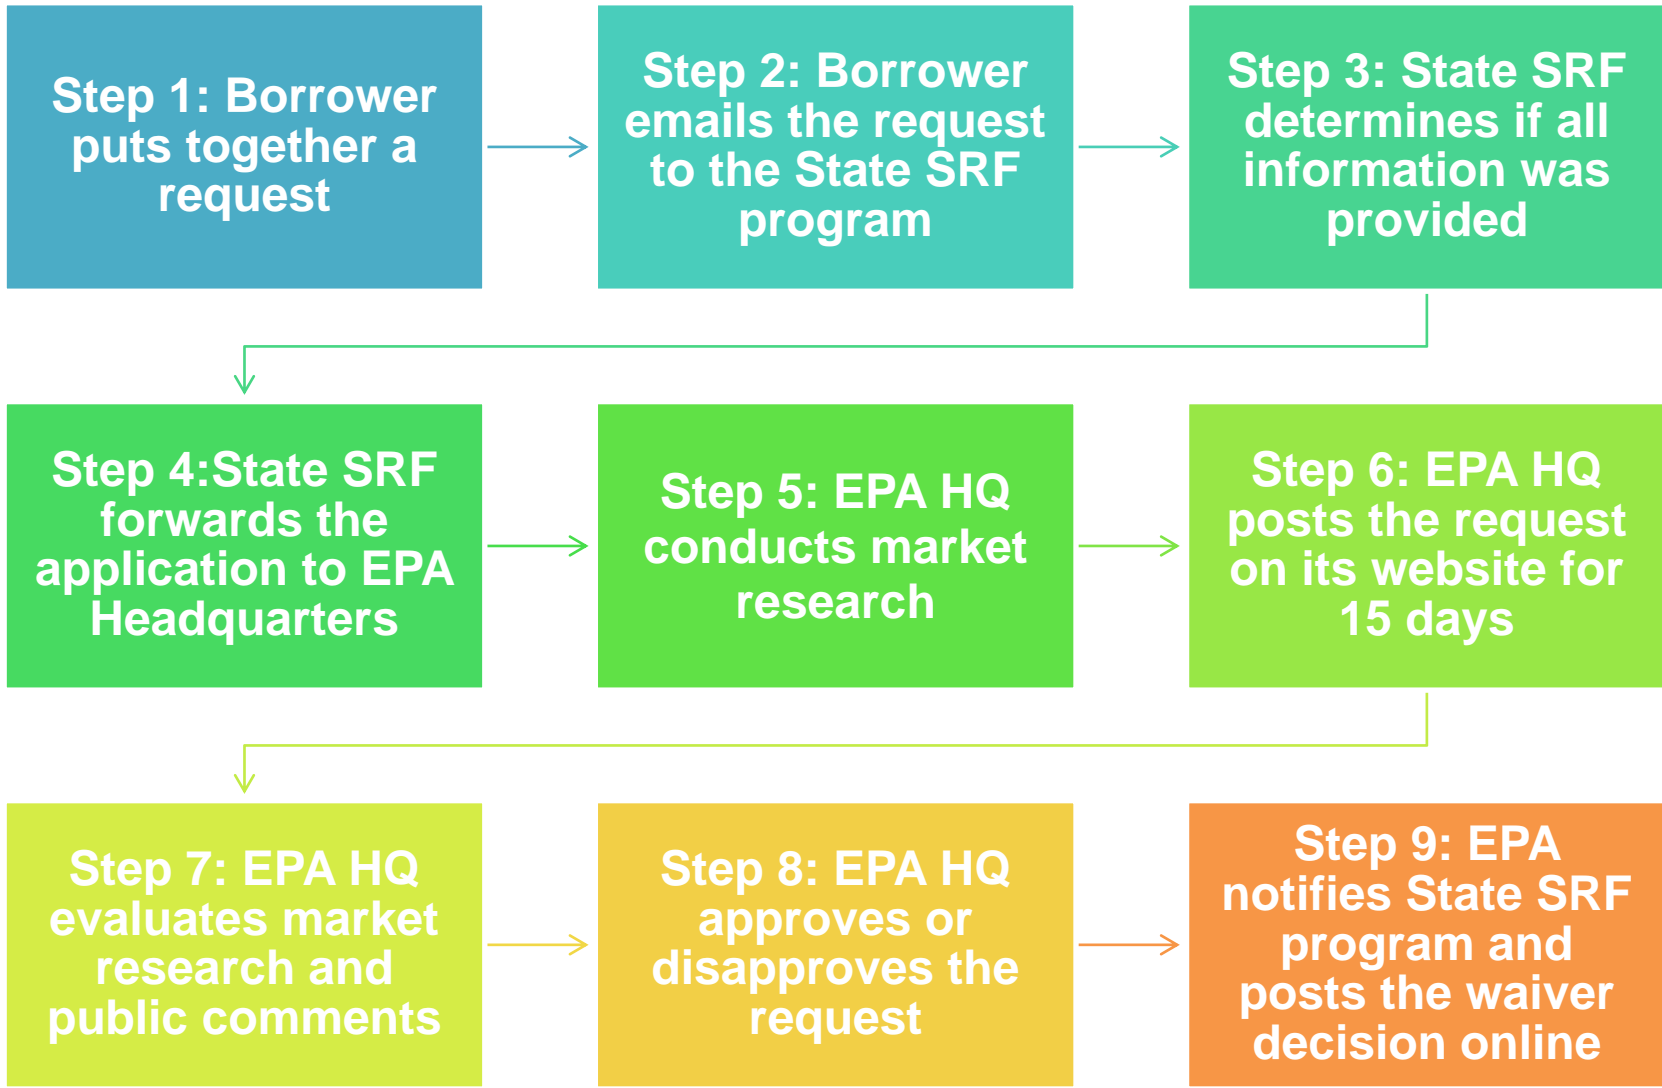 Step 1: Borrower
puts together a
request
Step 2: Borrower
emails the request
to the State SRF
program
Step 3: State SRF
determines if all
information was
provided
Step 4:State SRF
forwards the
application to EPA
Headquarters
Step 5: EPA HQ
conducts market
research
Step 6: EPA HQ
posts the request
on its website for
15 days
Step 7: EPA HQ
evaluates market
research and
public comments
Step 8: EPA HQ
approves or
disapproves the
request
Step 9: EPA
notifies State SRF
program and
posts the waiver
decision online